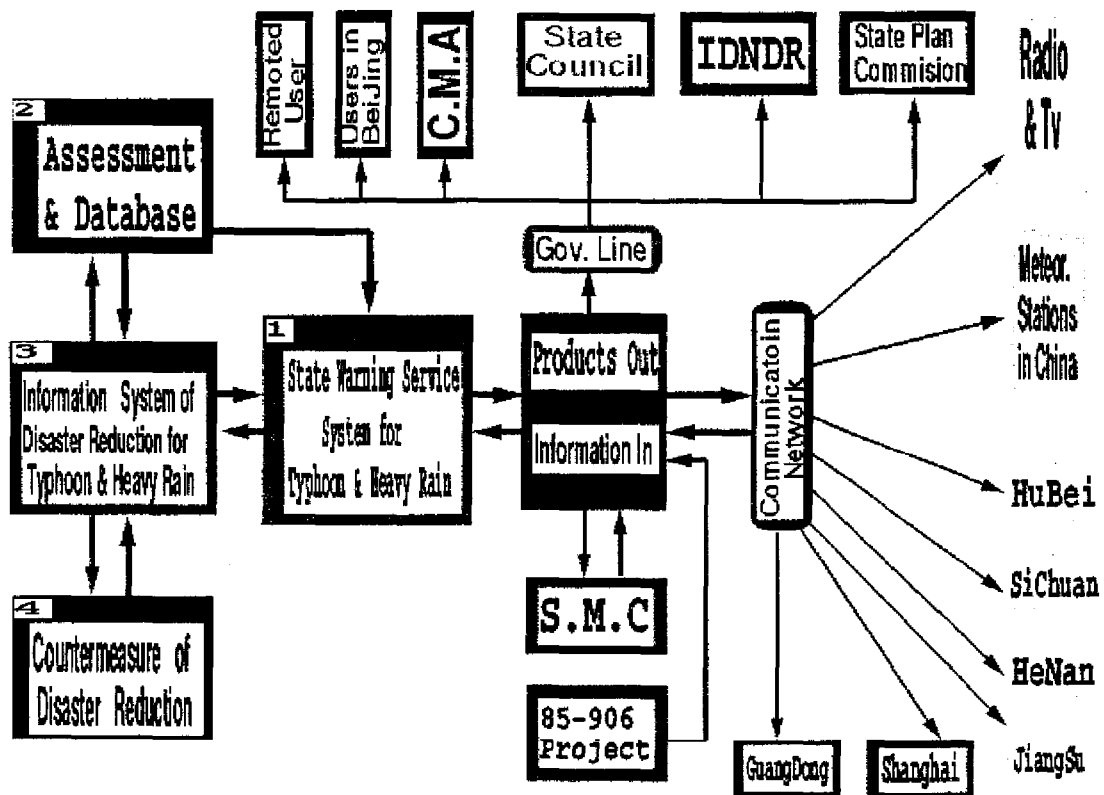 Remoted
User
Users in
BeiJing
C.M.A
State
Council
IDNDR
State Plan
Commision
Radio
& Tv
2
Assessment
& Database
Gov. Line
Meteor.
Stations
in China
3
Information System of
Disaster Reduction for
Typhoon & Heavy Rain
1
State Warning Service
System for
Typhoon & Heavy Rain
Products Out
Information In
Communicatoin
Network
HuBei
SiChuan
HeNan
JiangSu
4
Countermeasure of
Disaster Reduction
S.M.C
85-906
Project
GuangDong
Shanghai